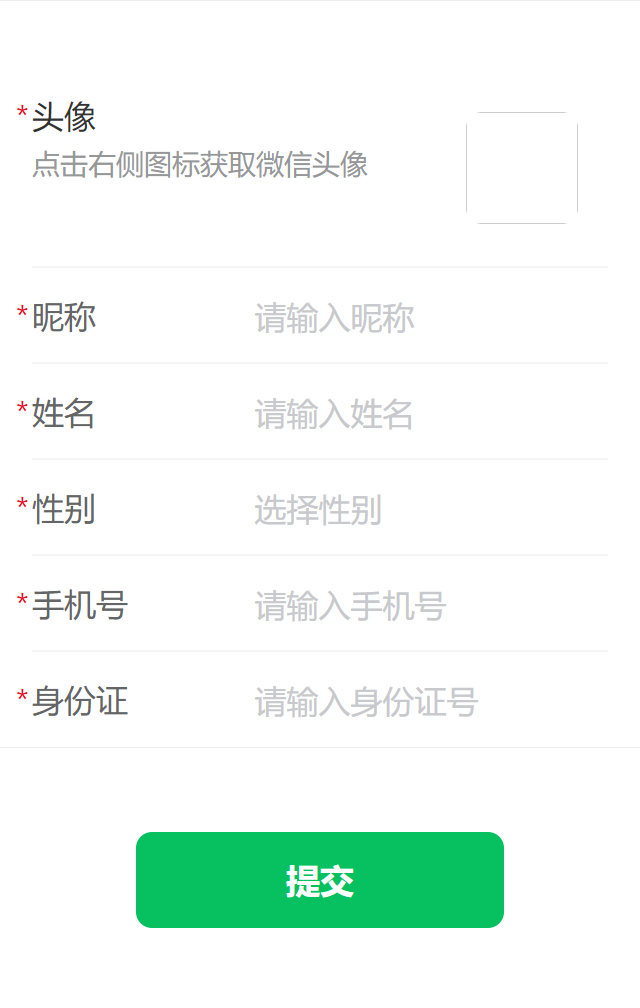 *头像
点击右侧图标获取微信头像
*昵称 请输入昵称
*姓名 请输入姓名
*性别 选择性别
*手机号 请输入手机号
*身份证 请输入身份证号
提交